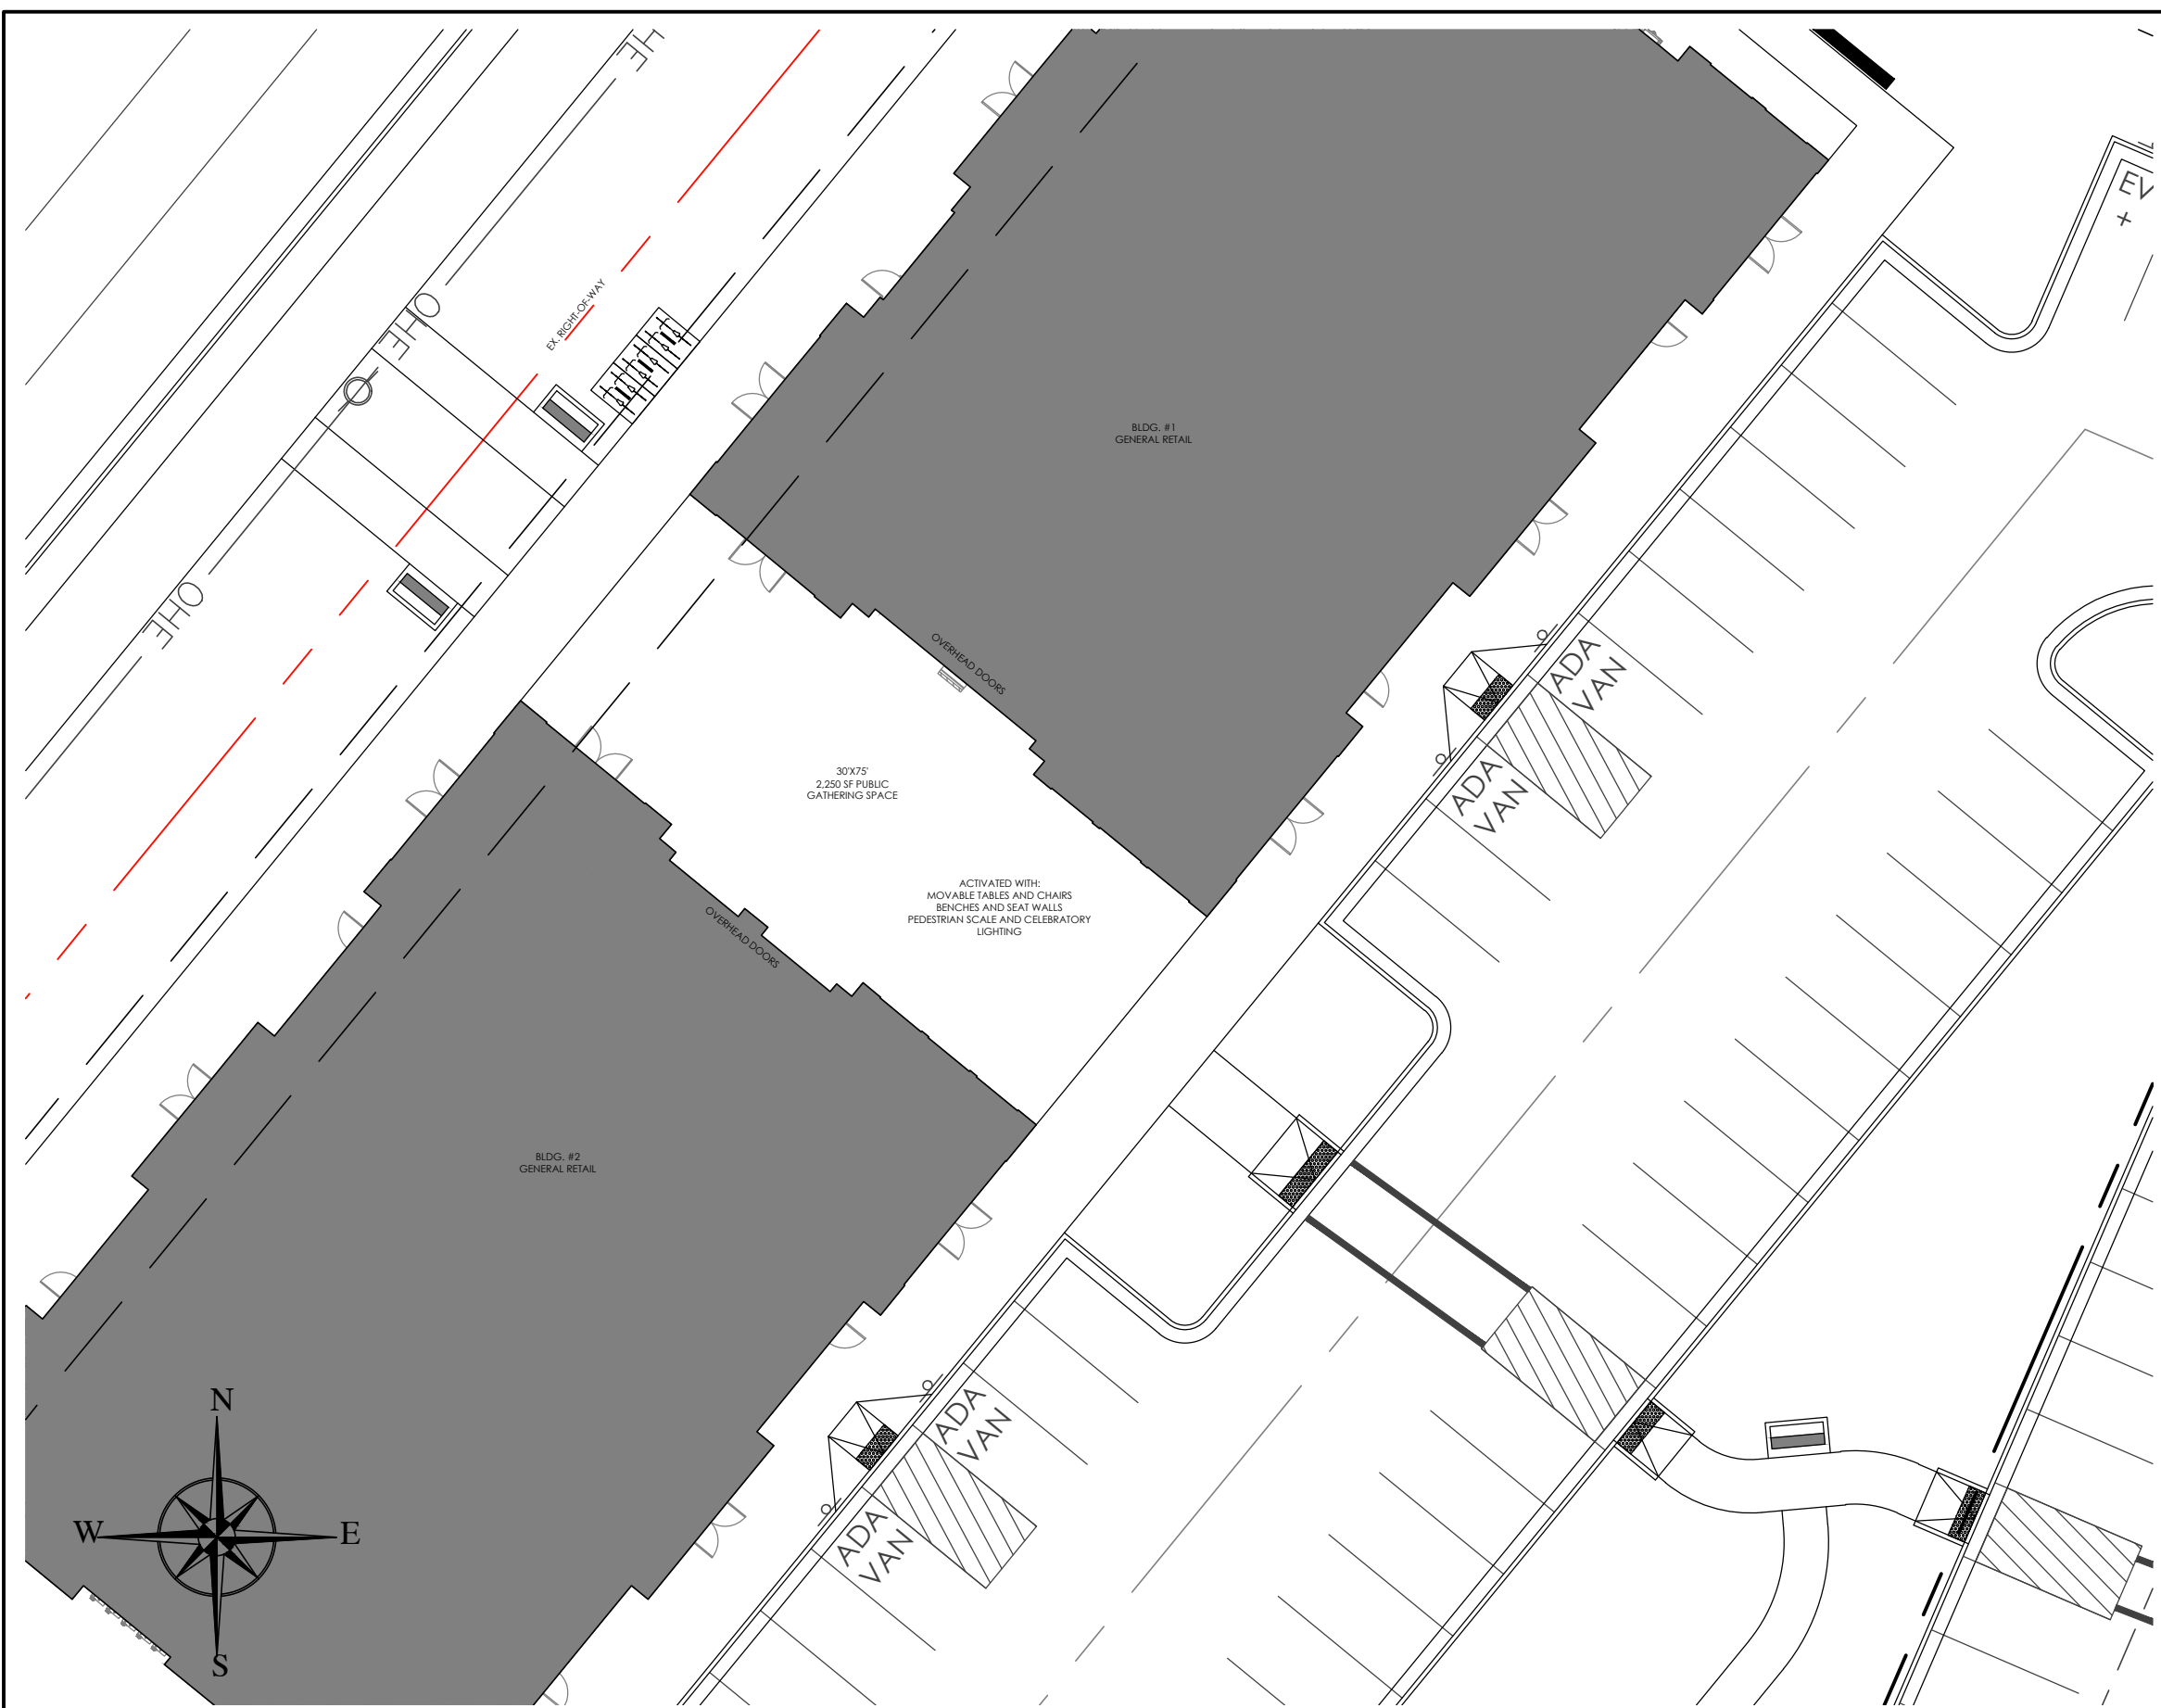 OHE
EV
+
EX. RIGHT-OF-WAY
OHE
BLDG. #1
GENERAL RETAIL
OHE
OVERHEAD DOORS
ADA
VAN
ADA
VAN
30'X75'
2,250 SF PUBLIC
GATHERING SPACE
ACTIVATED WITH:
MOVABLE TABLES AND CHAIRS
BENCHES AND SEAT WALLS
PEDESTRIAN SCALE AND CELEBRATORY
LIGHTING
OVERHEAD DOORS
BLDG. #2
GENERAL RETAIL
ADA
VAN
ADA
VAN
N
W
E
S